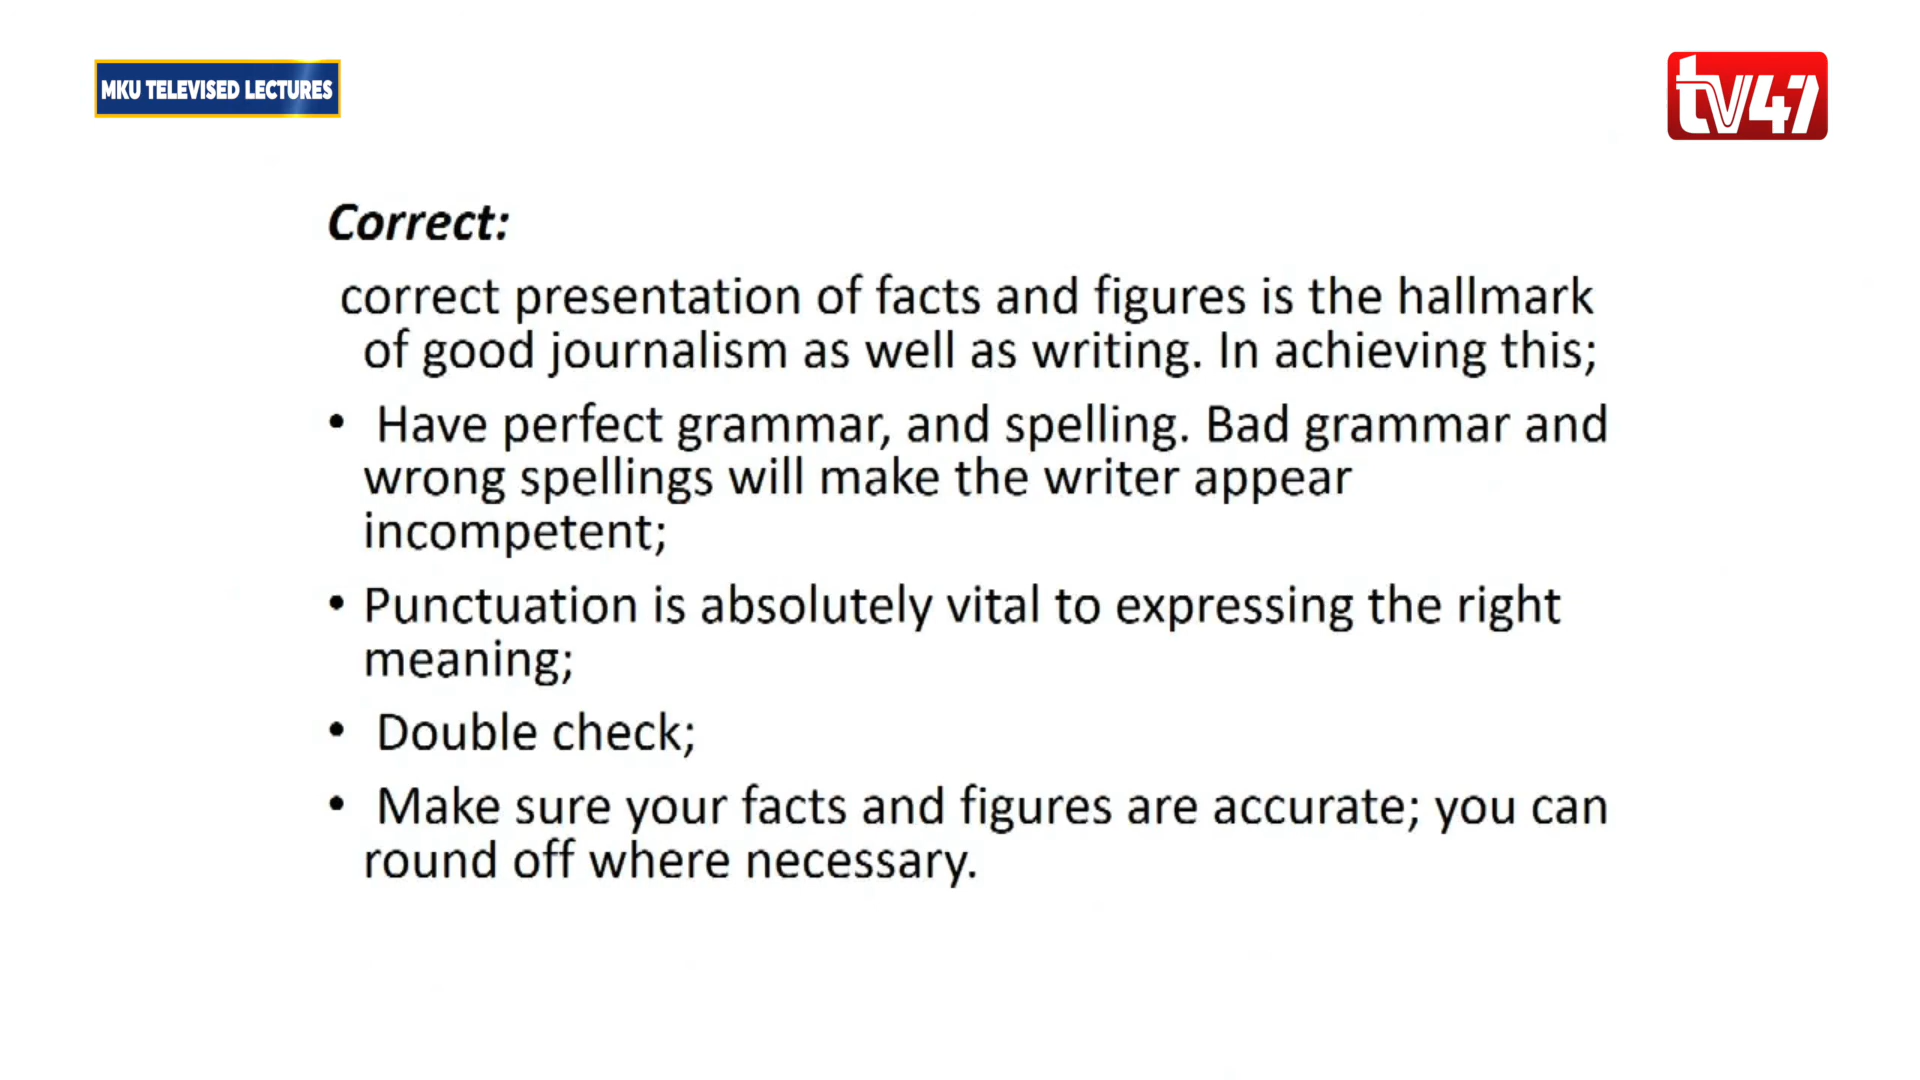 MKU TELEVISED LECTURES
tv47
Correct:
correct presentation of facts and figures is the hallmark
of good journalism as well as writing. In achieving this;
• Have perfect grammar, and spelling. Bad grammar and
wrong spellings will make the writer appear
incompetent;
• Punctuation is absolutely vital to expressing the right
meaning;
• Double check;
• Make sure your facts and figures are accurate; you can
round off where necessary.